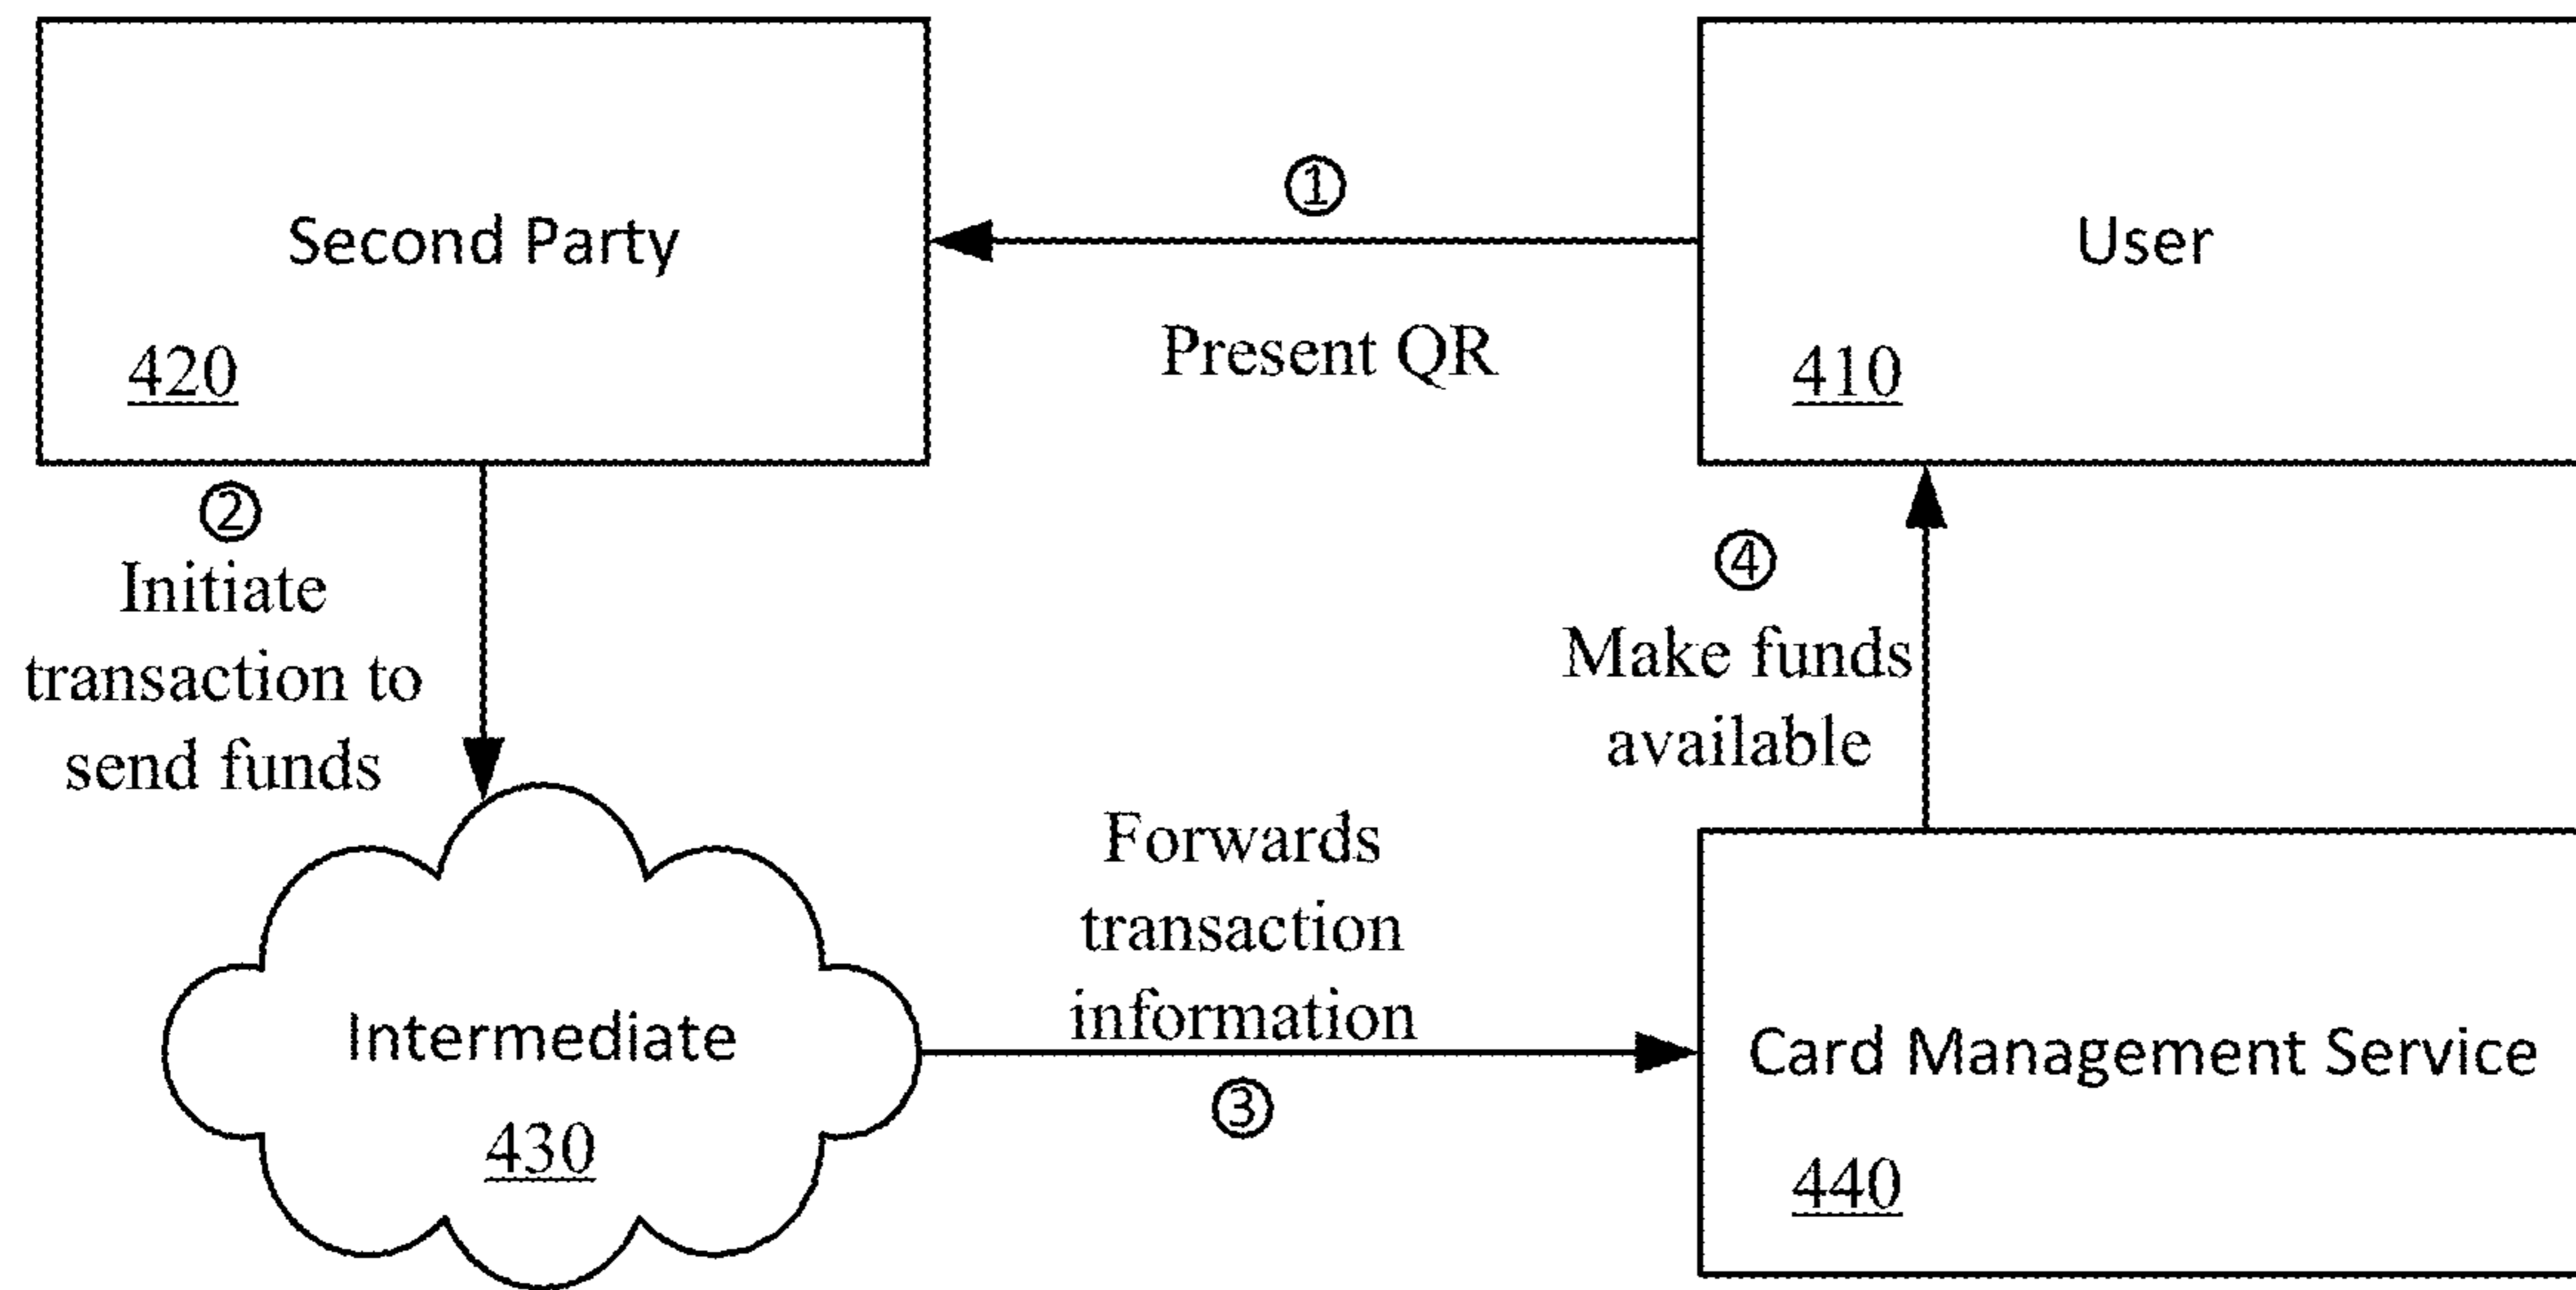 Second Party
420
①
Present QR
User
410
②
Initiate
transaction to
send funds
④
Make funds
available
Intermediate
430
Forwards
transaction
information
③
Card Management Service
440